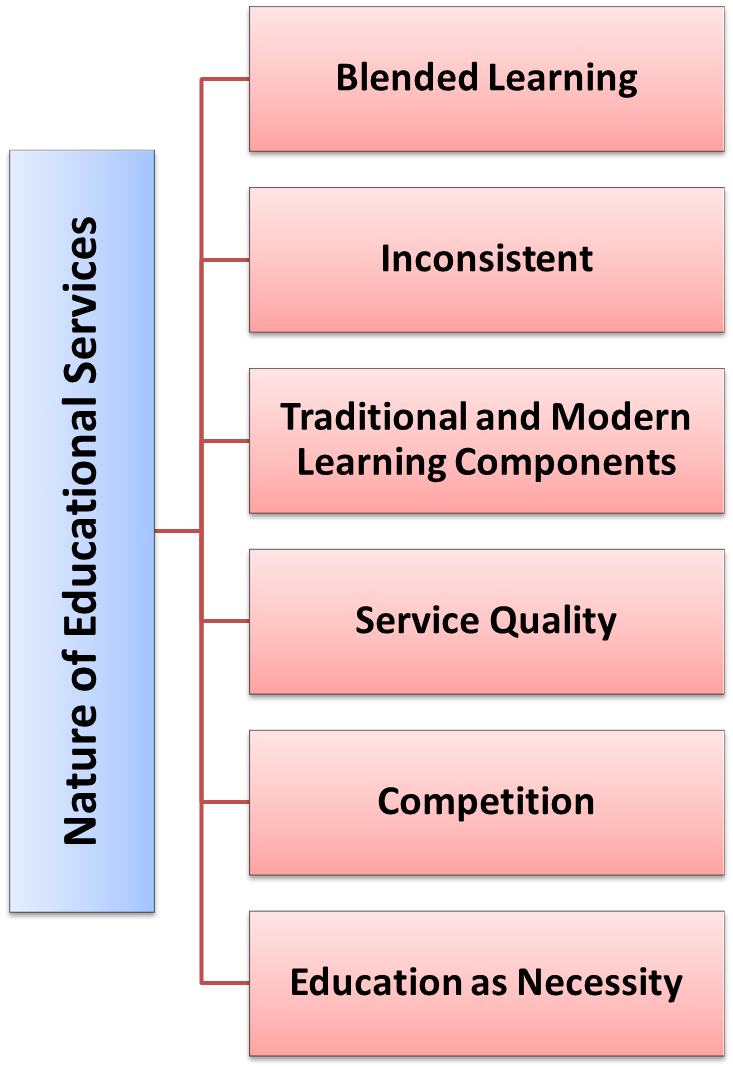 Nature of Educational Services
Blended Learning
Inconsistent
Traditional and Modern
Learning Components
Service Quality
Competition
Education as Necessity